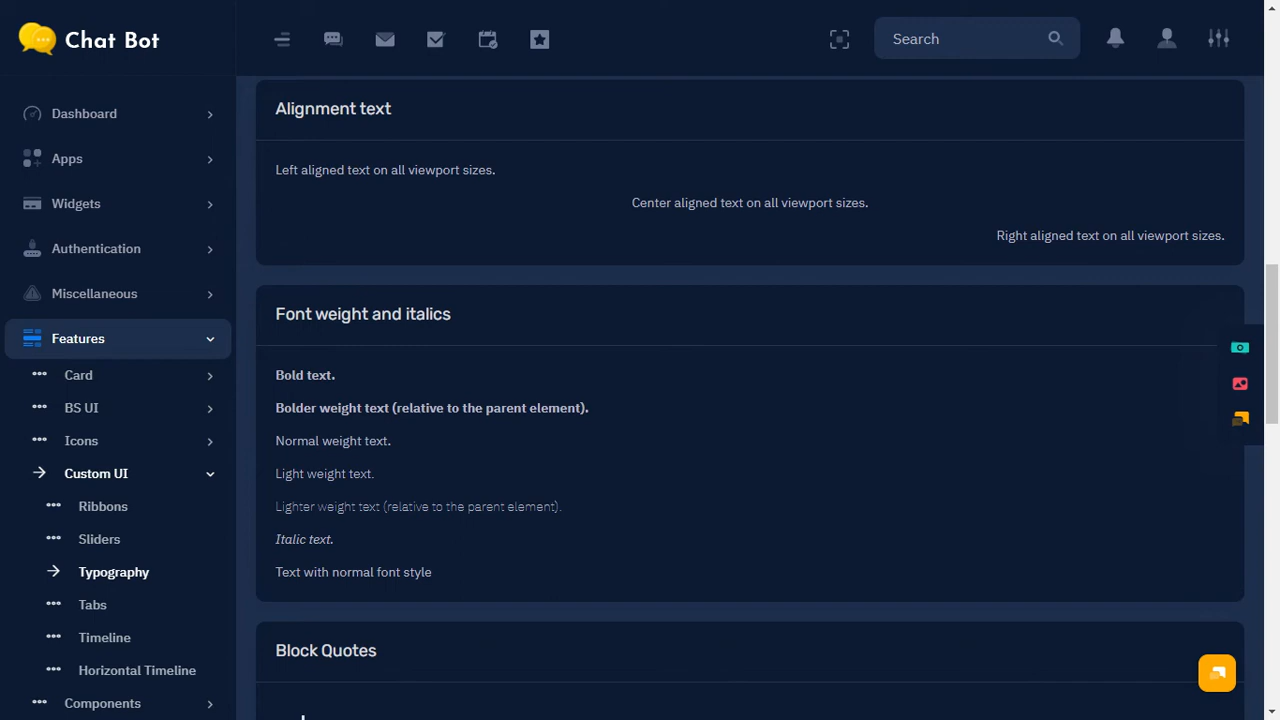 Chat Bot
Search
Dashboard
Apps
Widgets
Authentication
Miscellaneous
Features
Card
BS UI
Icons
Custom UI
Ribbons
Sliders
Typography
Tabs
Timeline
Horizontal Timeline
Components
Alignment text
Left aligned text on all viewport sizes.
Center aligned text on all viewport sizes.
Right aligned text on all viewport sizes.
Font weight and italics
Bold text.
Bolder weight text (relative to the parent element).
Normal weight text.
Light weight text.
Lighter weight text (relative to the parent element).
Italic text.
Text with normal font style
Block Quotes